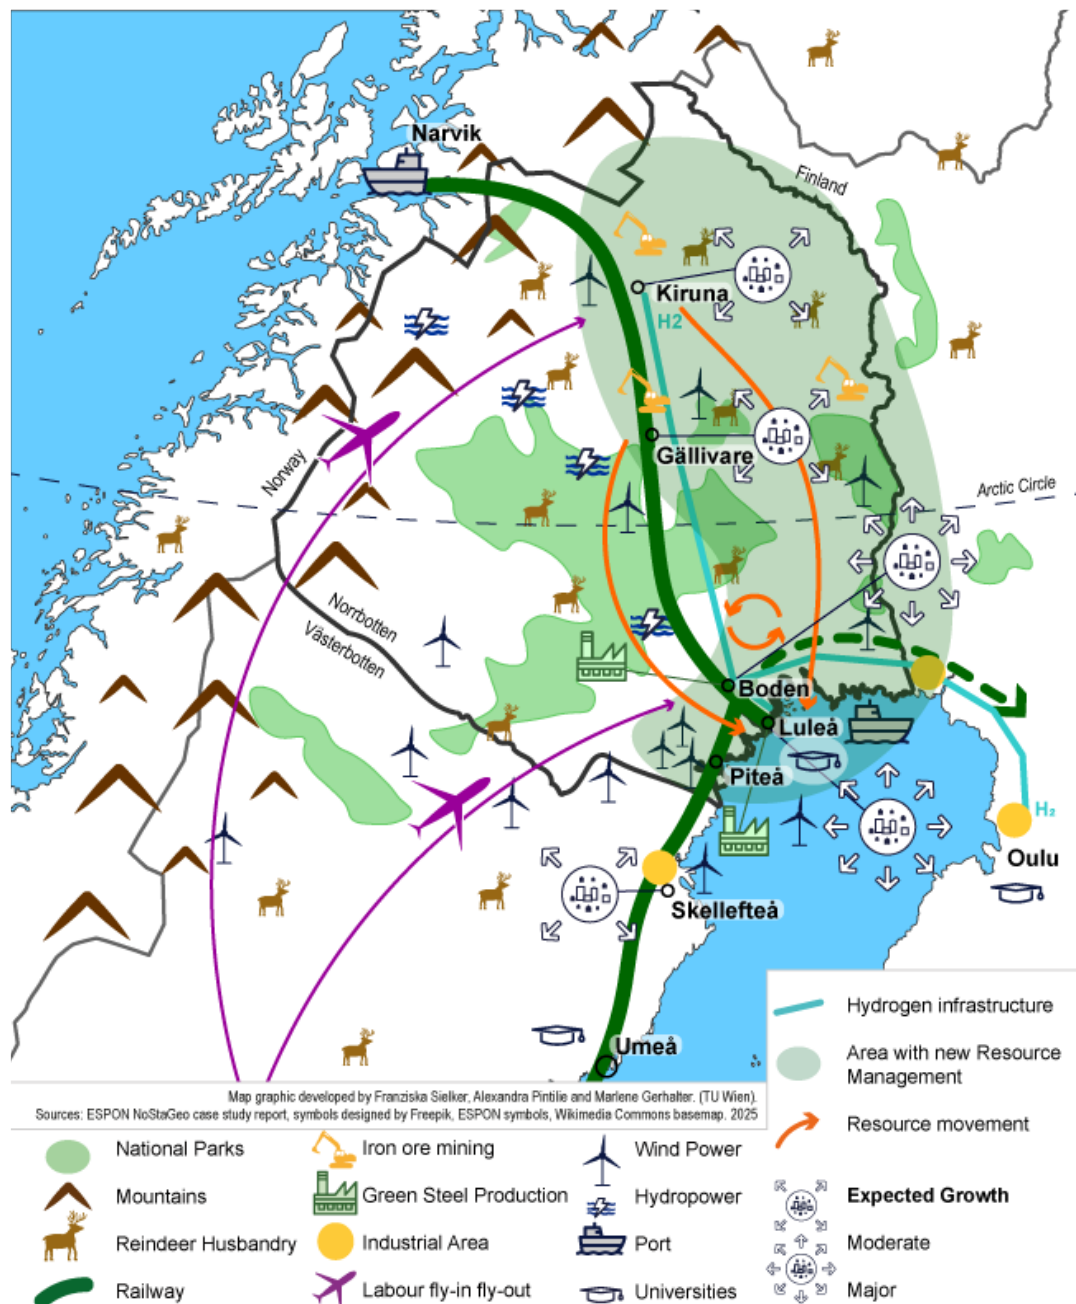 Narvik
Finland
Kiruna
H2
Gällivare
Norway
Arctic Circle
Norrbotten
Västerbotten
Boden
Luleå
Piteå
H₂
Oulu
Skellefteå
Umeå
Hydrogen infrastructure
Area with new Resource
Management
Resource movement
Expected Growth
Moderate
Major
Map graphic developed by Franziska Sielker, Alexandra Pintilie and Marlene Gerhalter. (TU Wien).
Sources: ESPON NoStaGeo case study report, symbols designed by Freepik, ESPON symbols, Wikimedia Commons basemap. 2025
National Parks
Mountains
Reindeer Husbandry
Railway
Iron ore mining
Green Steel Production
Industrial Area
Labour fly-in fly-out
Wind Power
Hydropower
Port
Universities